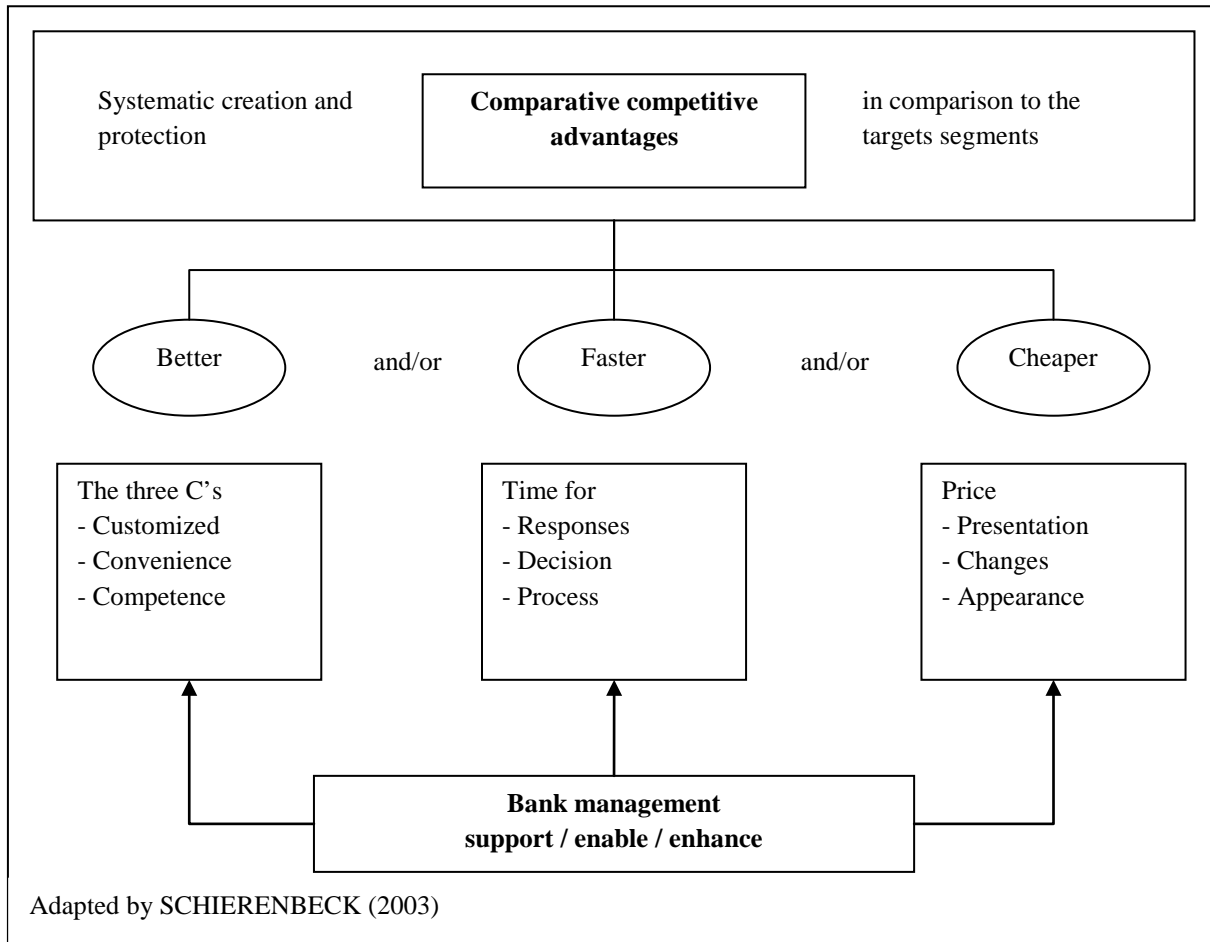 Systematic creation and
protection
Comparative competitive
advantages
in comparison to the
targets segments
Better
and/or
Faster
and/or
Cheaper
The three C's
- Customized
- Convenience
- Competence
Time for
- Responses
- Decision
- Process
Price
- Presentation
- Changes
- Appearance
Bank management
support / enable / enhance
Adapted by SCHIERENBECK (2003)